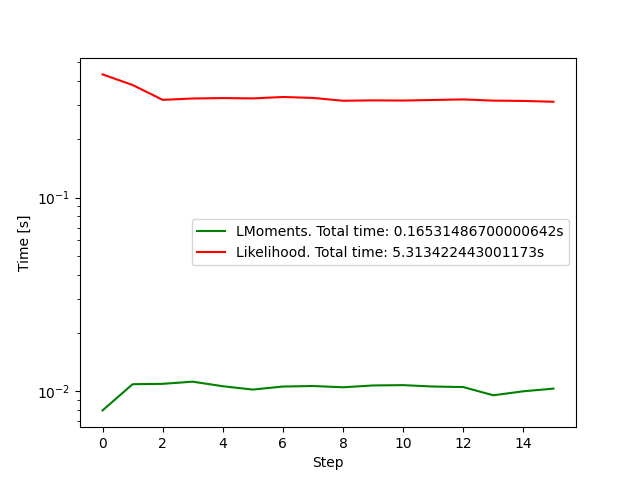 Time [s]
10⁻¹
10⁻²
LMoments. Total time: 0.16531486700000642s
Likelihood. Total time: 5.313422443001173s
0 2 4 6 8 10 12 14
Step